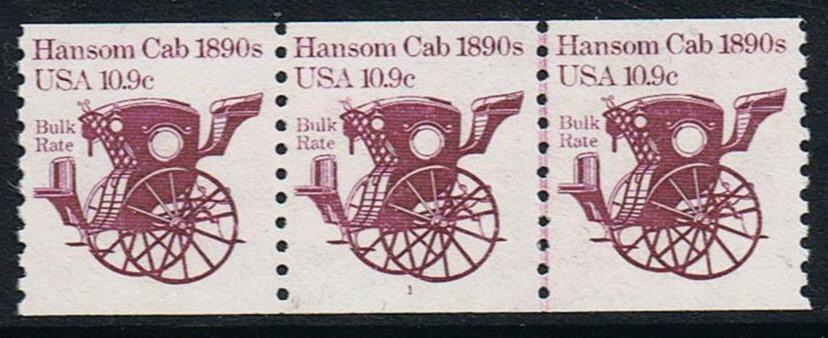 Hansom Cab 1890s
USA 10.9c
Bulk
Rate
Hansom Cab 1890s
USA 10.9c
Bulk
Rate
1
Hansom Cab 1890s
USA 10.9c
Bulk
Rate